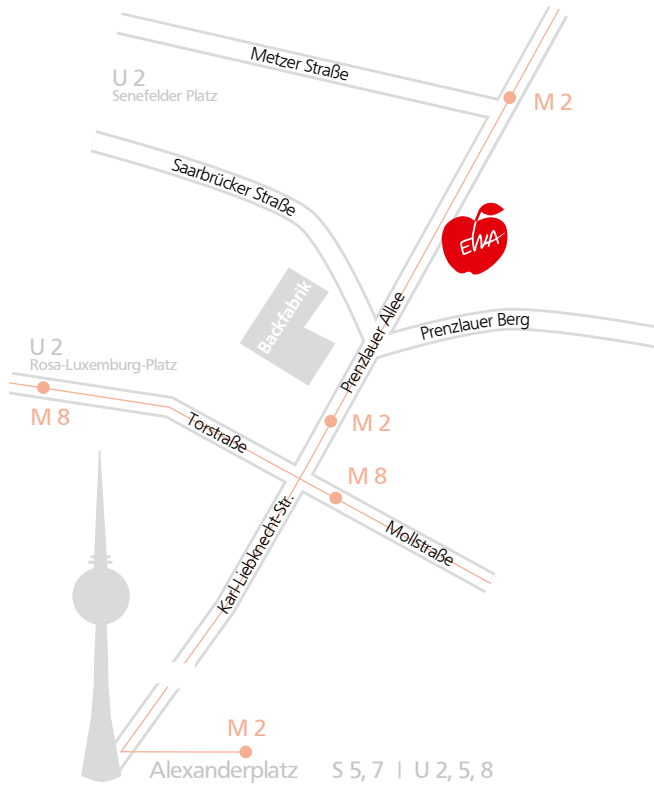 Metzer Straße
U 2
Senefelder Platz
M 2
Saarbrücker Straße
EWA
Backfabrik
Prenzlauer Allee
Prenzlauer Berg
U 2
Rosa-Luxemburg-Platz
M 8
Torstraße
M 2
M 8
Karl-Liebknecht-Str.
Mollstraße
M 2
Alexanderplatz S 5, 7 | U 2, 5, 8